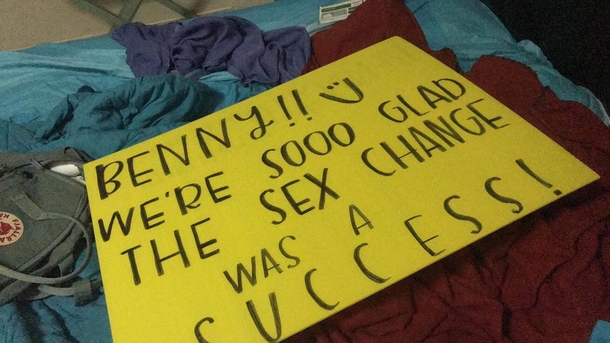 BENNY!! :)
WE'RE SOOO GLAD
THE SEX CHANGE
WAS A
SUCCESS!